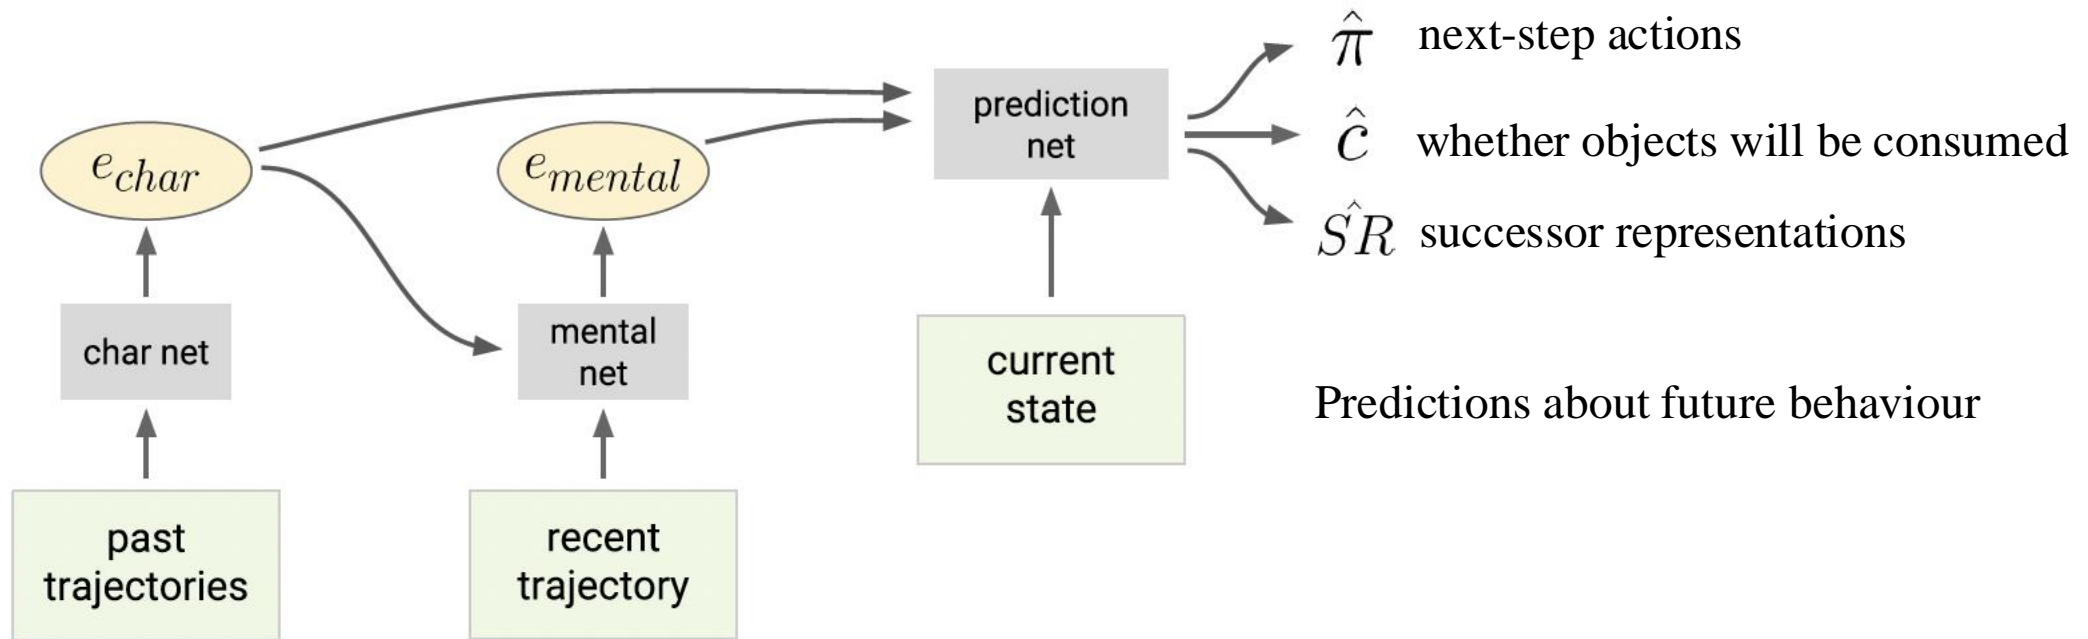 π̂ next-step actions
prediction
net
ĉ whether objects will be consumed
e_char
e_mental
ŜR successor representations
char net
mental
net
current
state
Predictions about future behaviour
past
trajectories
recent
trajectory